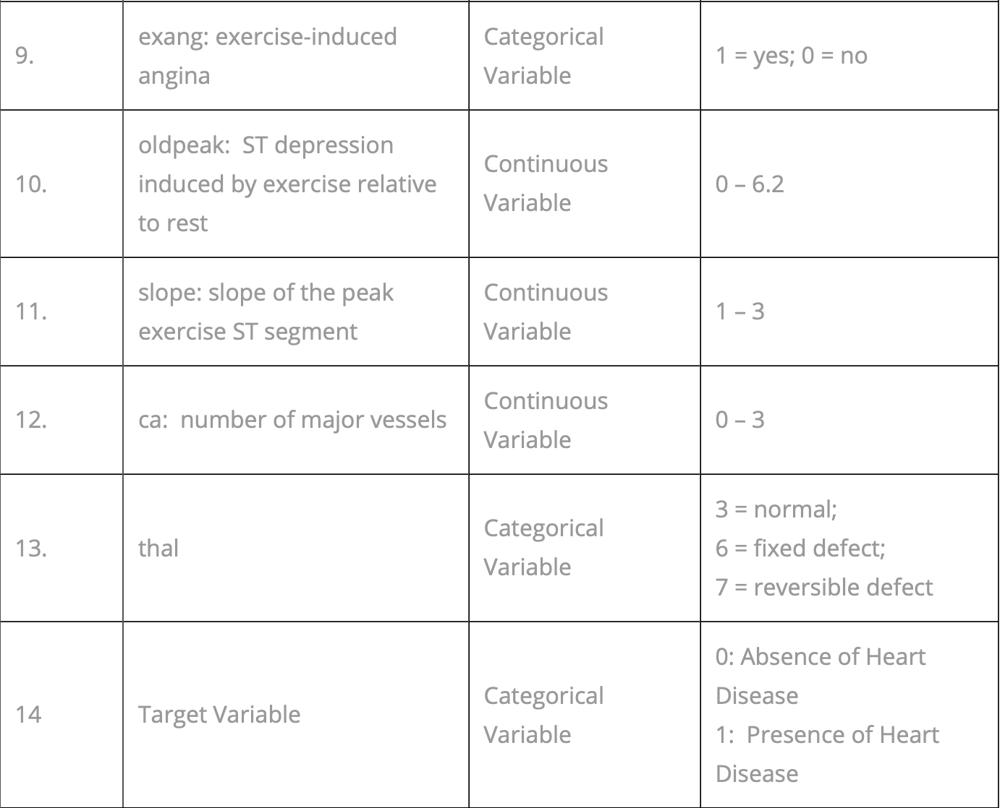 9.
exang: exercise-induced
angina
Categorical
Variable
1 = yes; 0 = no
10.
oldpeak:  ST depression
induced by exercise relative
to rest
Continuous
Variable
0 – 6.2
11.
slope: slope of the peak
exercise ST segment
Continuous
Variable
1 – 3
12.
ca:  number of major vessels
Continuous
Variable
0 – 3
13.
thal
Categorical
Variable
3 = normal;
6 = fixed defect;
7 = reversible defect
14
Target Variable
Categorical
Variable
0: Absence of Heart
Disease
1:  Presence of Heart
Disease